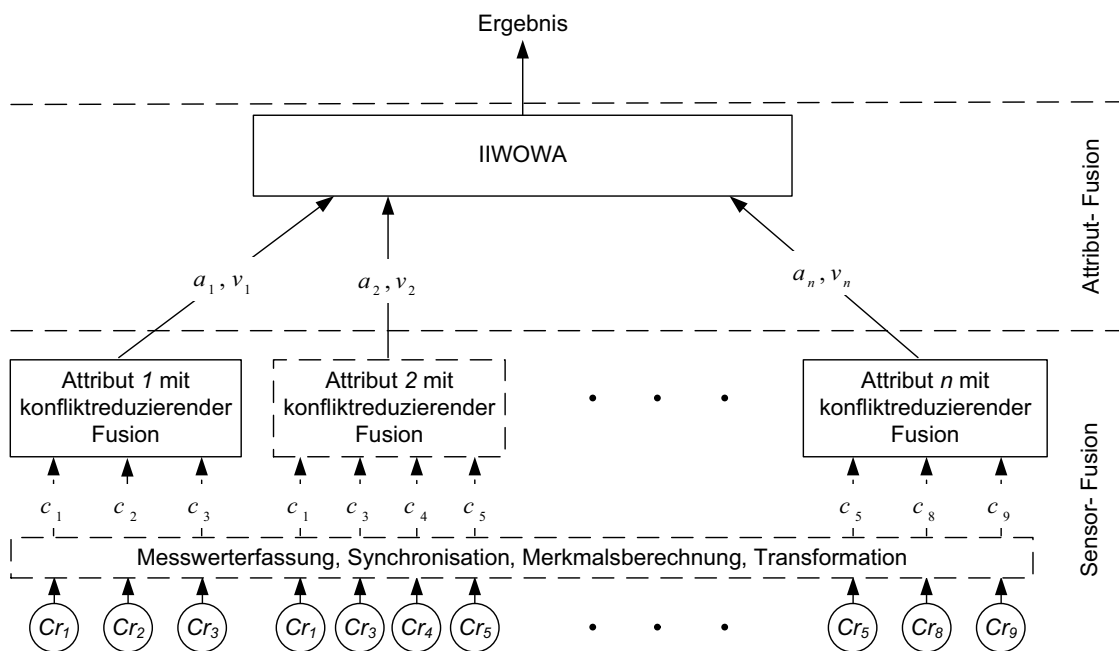 Ergebnis
IIWOWA
Attribut- Fusion
a1, v1
a2, v2
an, vn
Attribut 1 mit
konfliktreduzierender
Fusion
Attribut 2 mit
konfliktreduzierender
Fusion
. . .
Attribut n mit
konfliktreduzierender
Fusion
Sensor- Fusion
c1 c2 c3 c1 c3 c4 c5 c5 c8 c9
Messwerterfassung, Synchronisation, Merkmalsberechnung, Transformation
Cr1 Cr2 Cr3 Cr1 Cr3 Cr4 Cr5 . . . Cr5 Cr8 Cr9